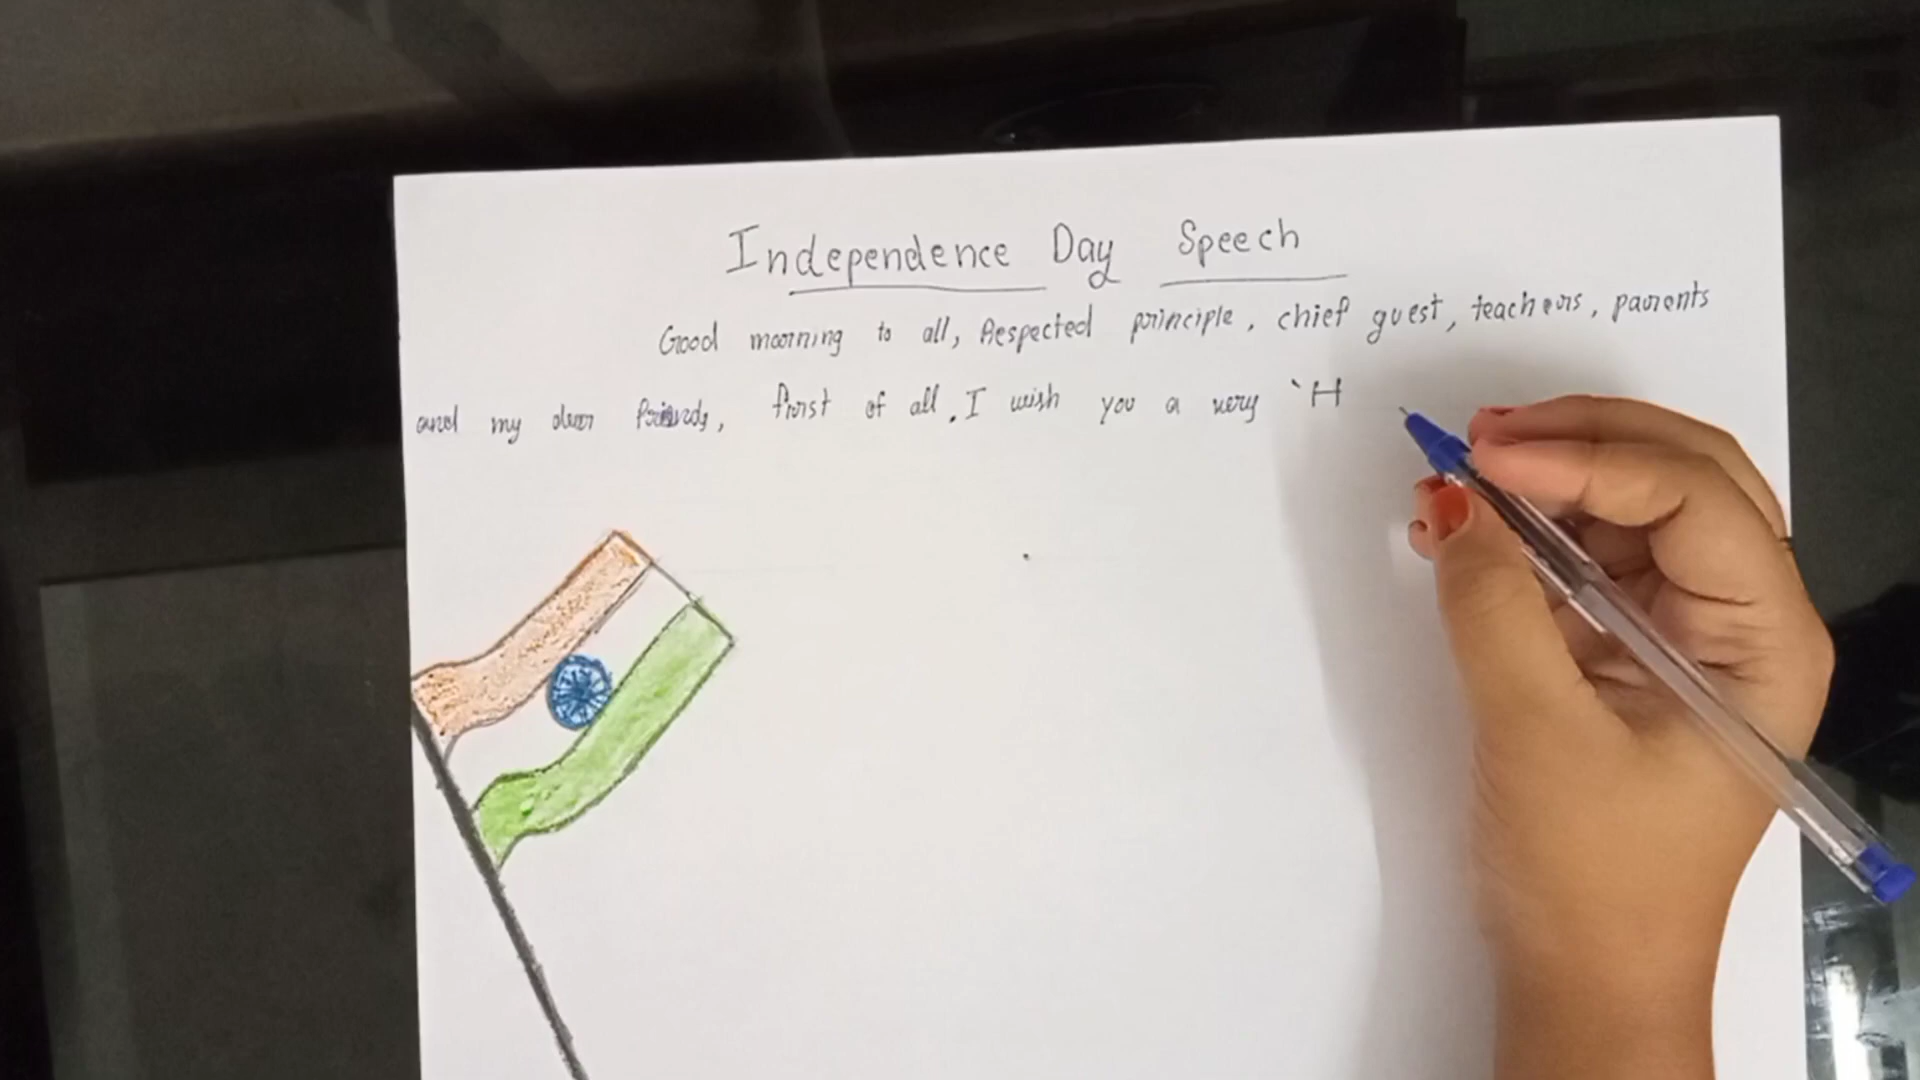 Independence Day Speech
Good morning to all, Respected principle, chief guest, teachers, parents
and my dear friends, first of all. I wish you a very 'H